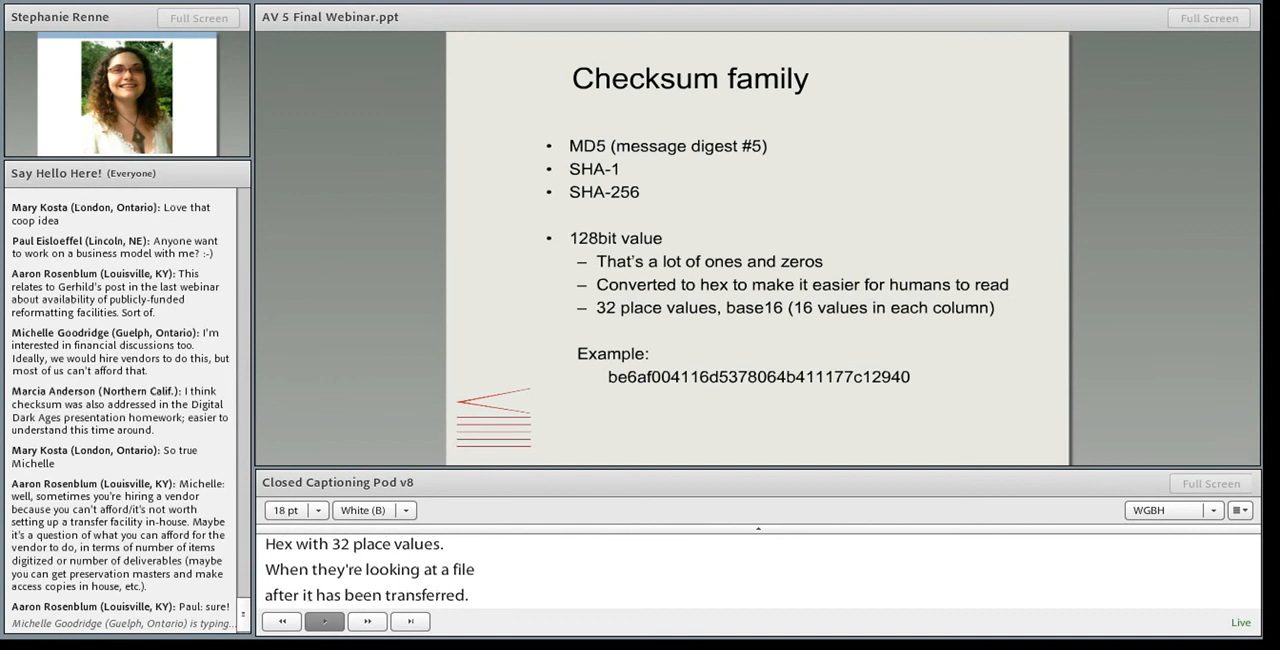 Stephanie Renne
Full Screen
Say Hello Here! (Everyone)
Mary Kosta (London, Ontario): Love that
coop idea
Paul Eisloeffel (Lincoln, NE): Anyone want
to work on a business model with me? :-)
Aaron Rosenblum (Louisville, KY): This
relates to Gerhild's post in the last webinar
about availability of publicly-funded
reformatting facilities. Sort of.
Michelle Goodridge (Guelph, Ontario): I'm
interested in financial discussions too.
Ideally, we would hire vendors to do this, but
most of us can't afford that.
Marcia Anderson (Northern Calif.): I think
checksum was also addressed in the Digital
Dark Ages presentation homework; easier to
understand this time around.
Mary Kosta (London, Ontario): So true
Michelle
Aaron Rosenblum (Louisville, KY): Michelle:
well, sometimes you're hiring a vendor
because you can't afford/it's not worth
setting up a transfer facility in-house. Maybe
it's a question of what you can afford for the
vendor to do, in terms of number of items
digitized or number of deliverables (maybe
you can get preservation masters and make
access copies in house, etc.).
Aaron Rosenblum (Louisville, KY): Paul: sure!
Michelle Goodridge (Guelph, Ontario) is typing...
AV 5 Final Webinar.ppt
Full Screen
Checksum family
• MD5 (message digest #5)
• SHA-1
• SHA-256
• 128bit value
– That's a lot of ones and zeros
– Converted to hex to make it easier for humans to read
– 32 place values, base16 (16 values in each column)
Example:
be6af004116d5378064b411177c12940
Closed Captioning Pod v8
Full Screen
18 pt
White (B)
WGBH
Hex with 32 place values.
When they're looking at a file
after it has been transferred.
Live